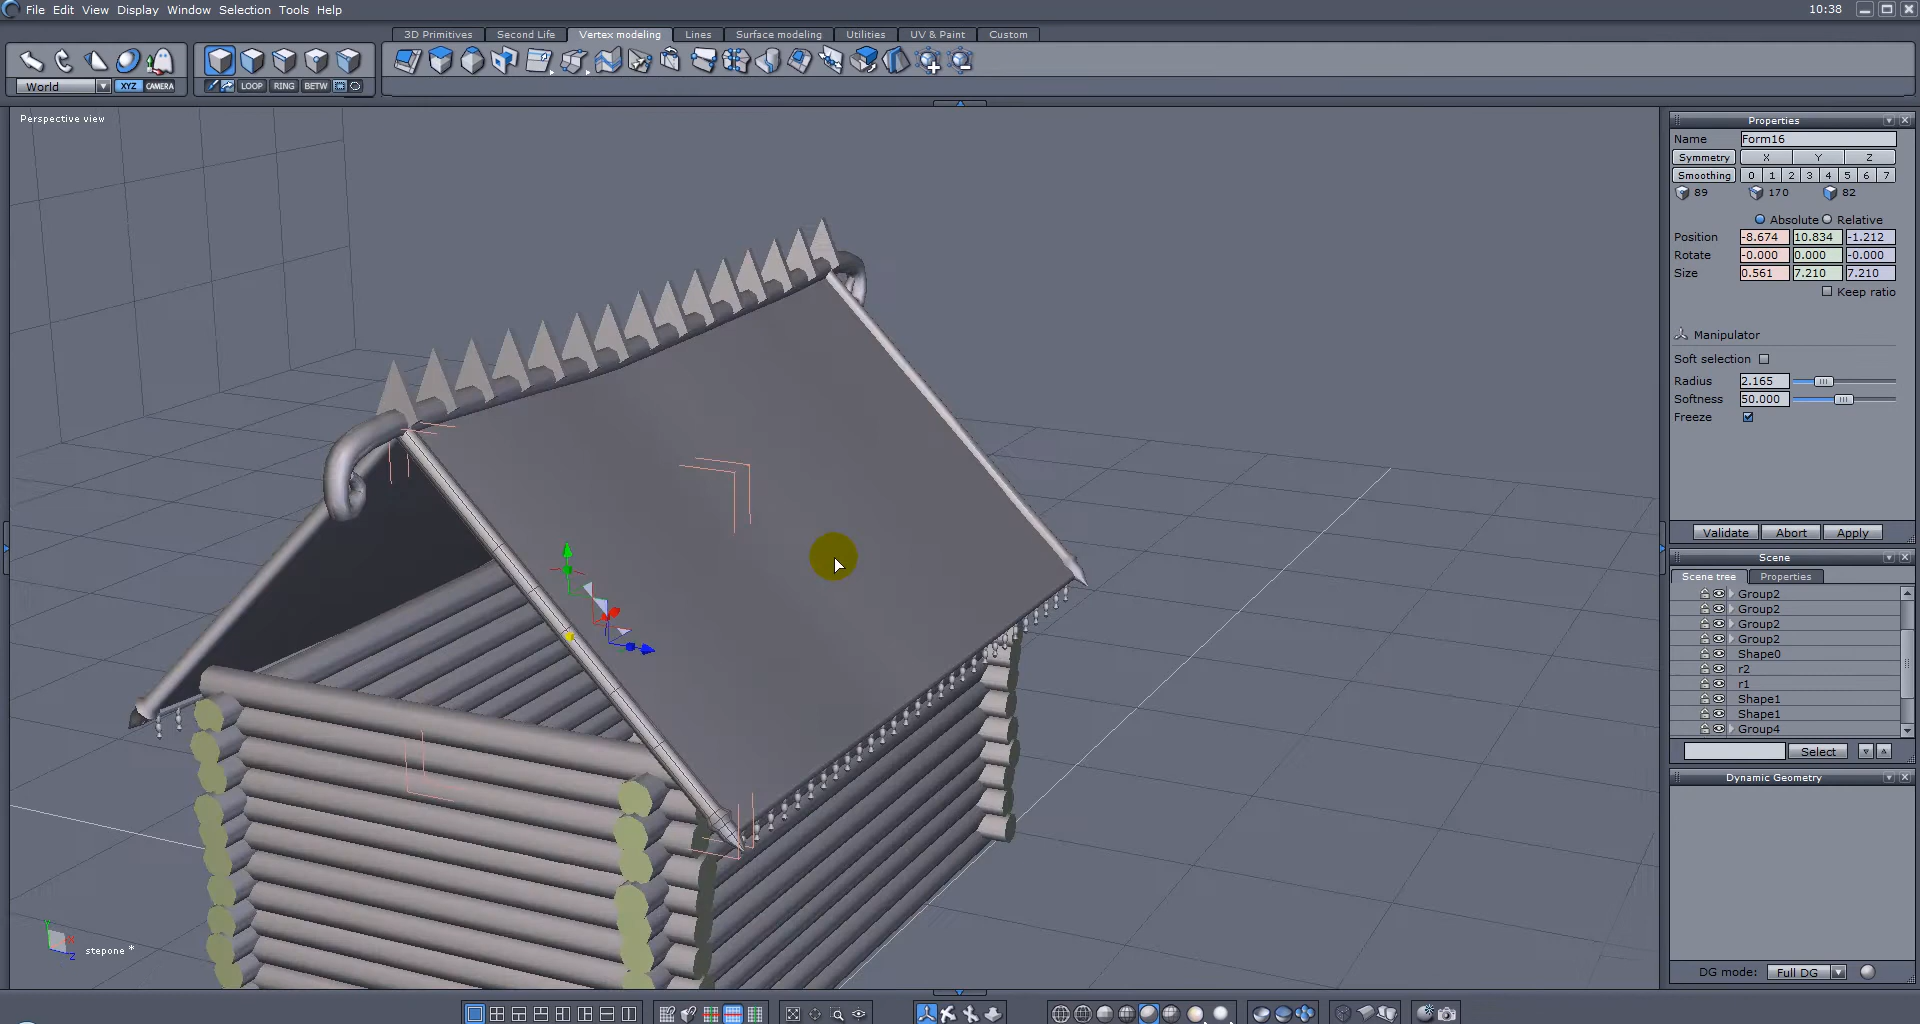 File Edit View Display Window Selection Tools Help 10:38
3D Primitives Second Life Vertex modeling Lines Surface modeling Utilities UV & Paint Custom
World XYZ CAMERA LOOP RING BETW
Perspective view
Properties
Name Form16
Symmetry X Y Z
Smoothing 0 1 2 3 4 5 6 7
89 170 82
Absolute Relative
Position -8.674 10.834 -1.212
Rotate -0.000 0.000 -0.000
Size 0.561 7.210 7.210
Keep ratio
Manipulator
Soft selection
Radius 2.165
Softness 50.000
Freeze
Validate Abort Apply
Scene
Scene tree Properties
Group2
Group2
Group2
Group2
Shape0
r2
r1
Shape1
Shape1
Group4
Select
Dynamic Geometry
stepone *
DG mode: Full DG